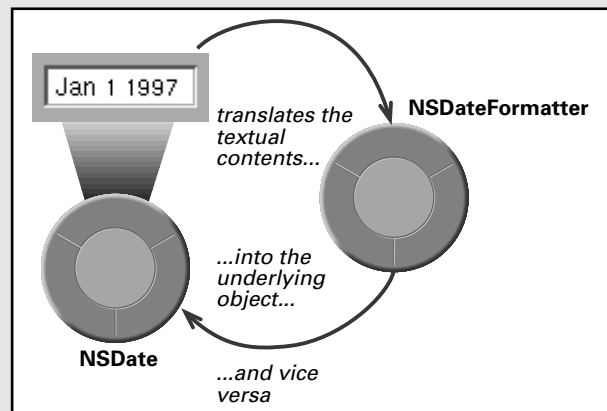 Jan 1 1997
translates the
textual
contents...
NSDateFormatter
...into the
underlying
object...
NSDate
...and vice
versa